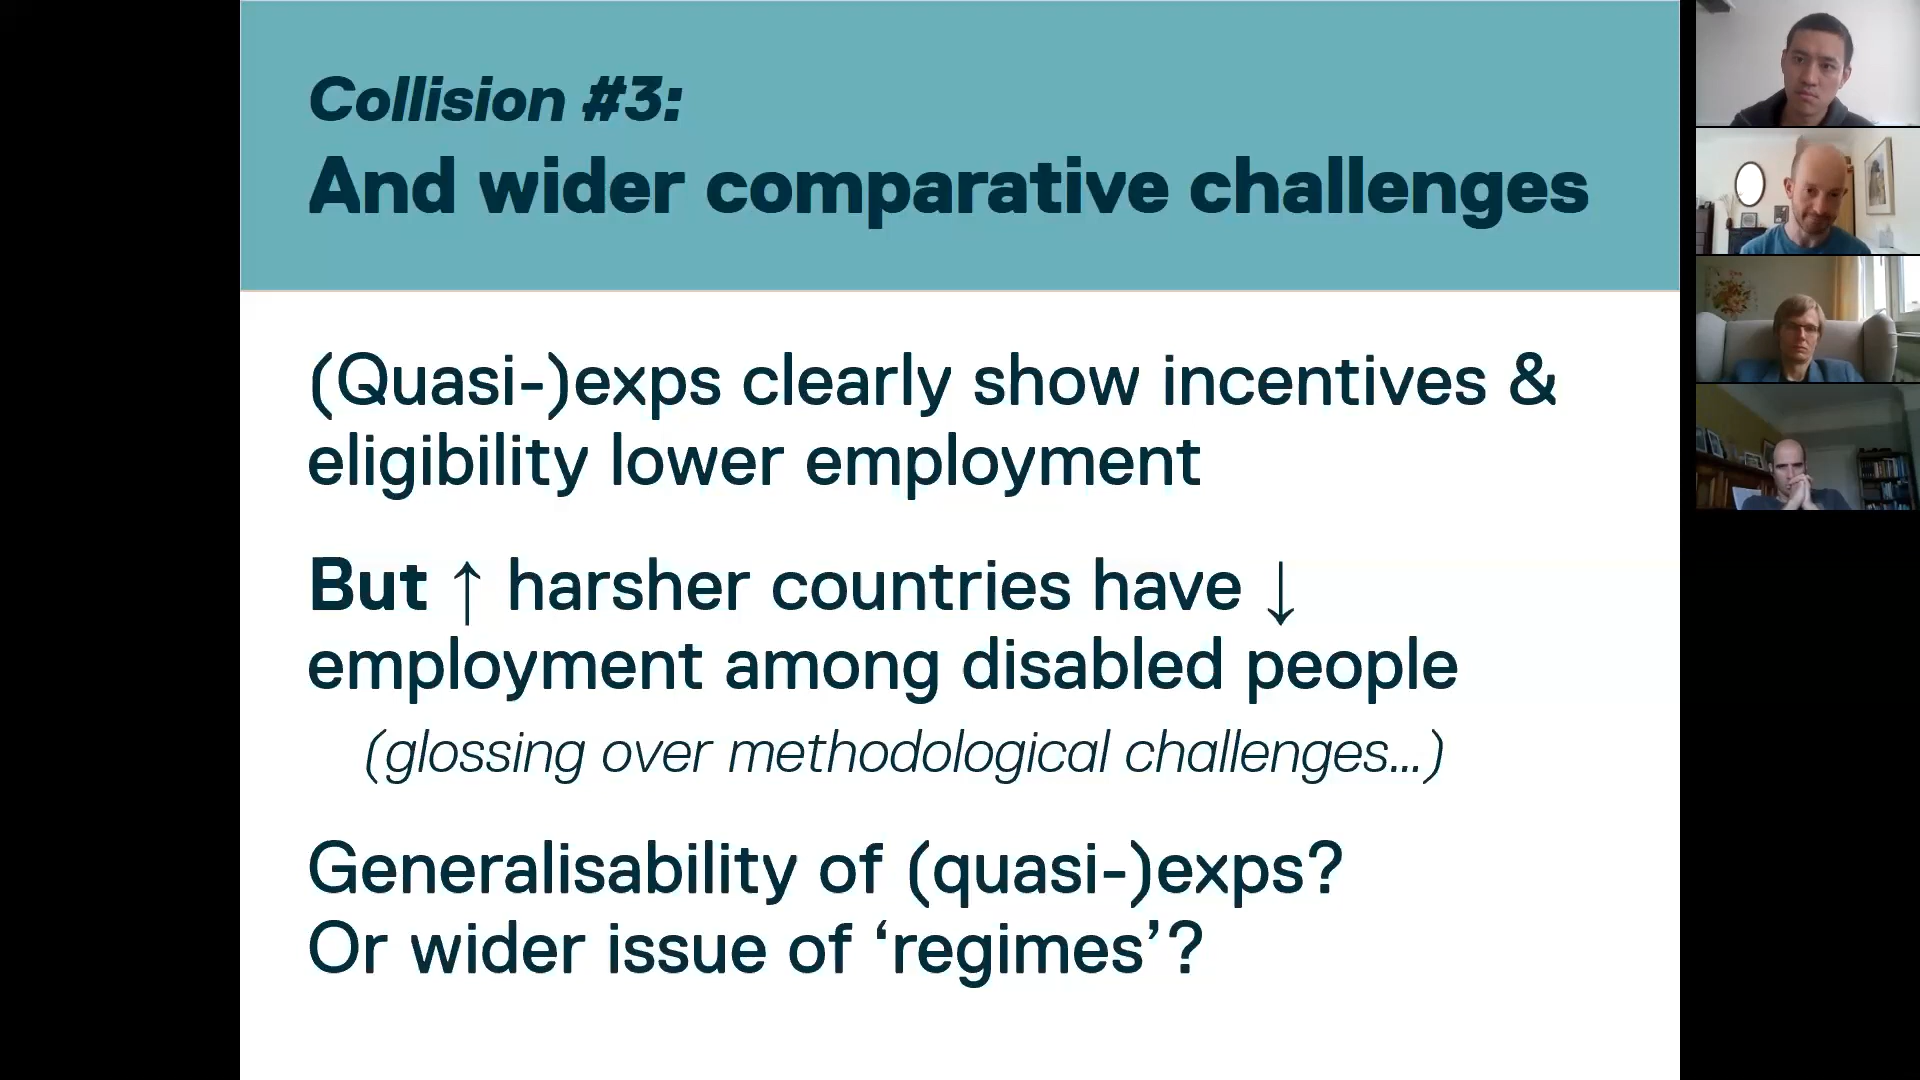 Collision #3:
And wider comparative challenges
(Quasi-)exps clearly show incentives &
eligibility lower employment
But ↑ harsher countries have ↓
employment among disabled people
(glossing over methodological challenges...)
Generalisability of (quasi-)exps?
Or wider issue of ‘regimes’?